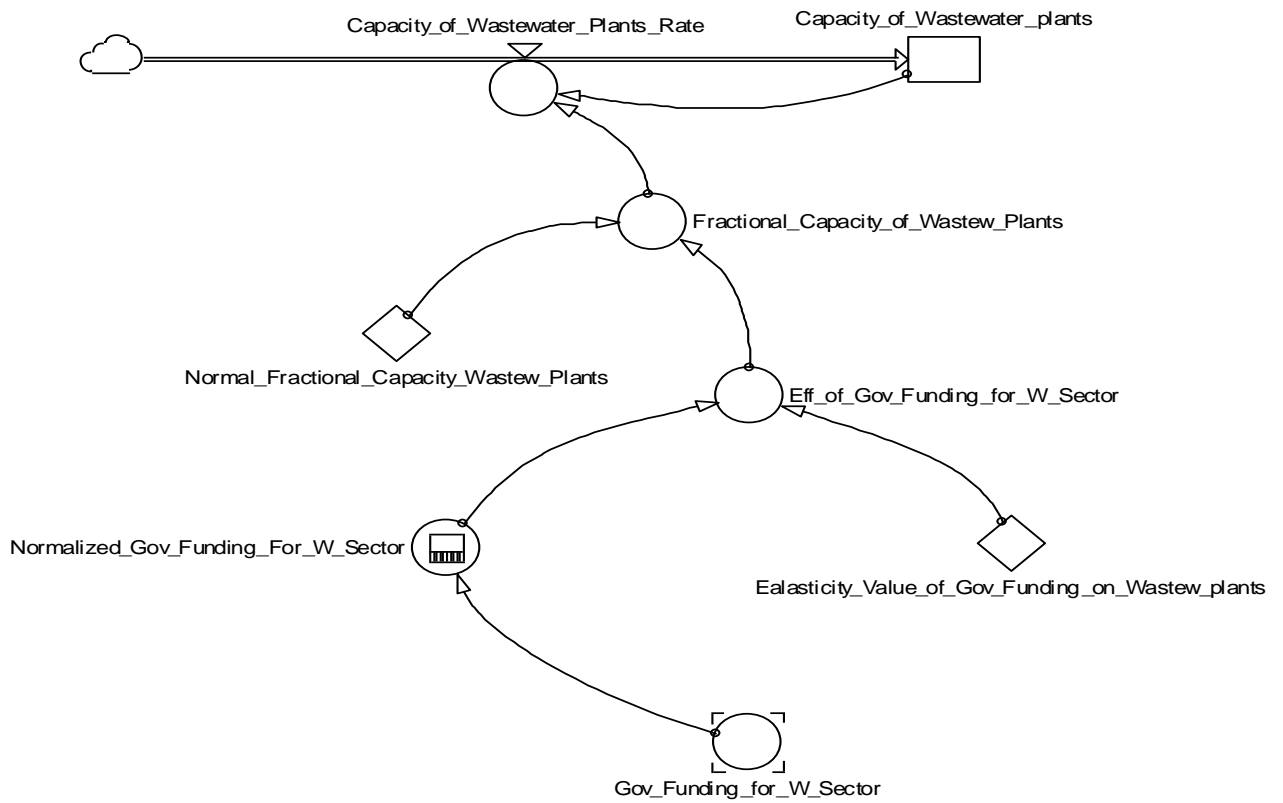 Capacity_of_Wastewater_Plants_Rate
Capacity_of_Wastewater_plants
Fractional_Capacity_of_Wastew_Plants
Normal_Fractional_Capacity_Wastew_Plants
Eff_of_Gov_Funding_for_W_Sector
Normalized_Gov_Funding_For_W_Sector
Ealasticity_Value_of_Gov_Funding_on_Wastew_plants
Gov_Funding_for_W_Sector